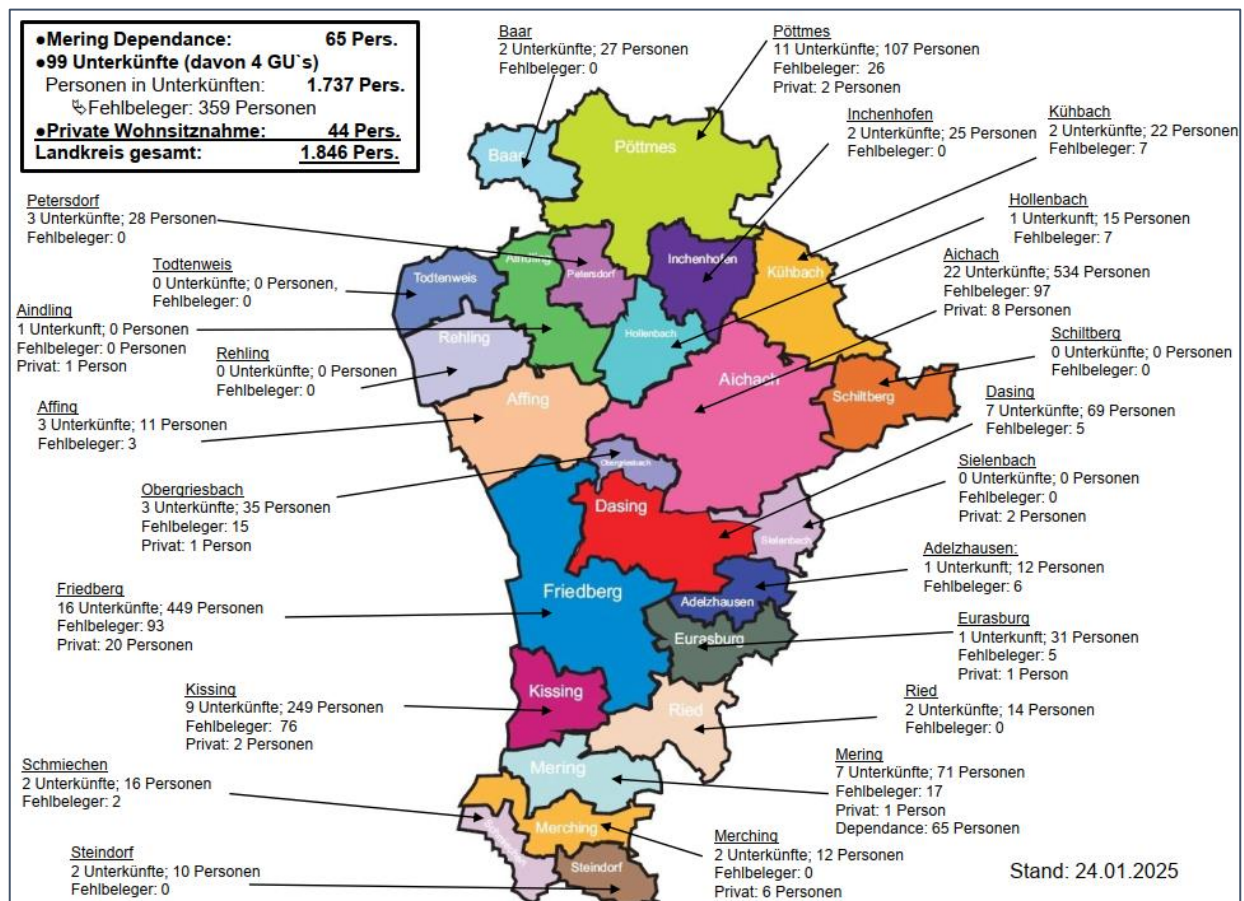 ●Mering Dependance: 65 Pers.
●99 Unterkünfte (davon 4 GU`s)
Personen in Unterkünften: 1.737 Pers.
↳Fehlbeleger: 359 Personen
●Private Wohnsitznahme: 44 Pers.
Landkreis gesamt: 1.846 Pers.
Baar
2 Unterkünfte; 27 Personen
Fehlbeleger: 0
Pöttmes
11 Unterkünfte; 107 Personen
Fehlbeleger: 26
Privat: 2 Personen
Inchenhofen
2 Unterkünfte; 25 Personen
Fehlbeleger: 0
Kühbach
2 Unterkünfte; 22 Personen
Fehlbeleger: 7
Hollenbach
1 Unterkunft; 15 Personen
Fehlbeleger: 7
Aichach
22 Unterkünfte; 534 Personen
Fehlbeleger: 97
Privat: 8 Personen
Schiltberg
0 Unterkünfte; 0 Personen
Fehlbeleger: 0
Dasing
7 Unterkünfte; 69 Personen
Fehlbeleger: 5
Sielenbach
0 Unterkünfte; 0 Personen
Fehlbeleger: 0
Privat: 2 Personen
Adelzhausen:
1 Unterkunft; 12 Personen
Fehlbeleger: 6
Eurasburg
1 Unterkunft; 31 Personen
Fehlbeleger: 5
Privat: 1 Person
Ried
2 Unterkünfte; 14 Personen
Fehlbeleger: 0
Mering
7 Unterkünfte; 71 Personen
Fehlbeleger: 17
Privat: 1 Person
Dependance: 65 Personen
Merching
2 Unterkünfte; 12 Personen
Fehlbeleger: 0
Privat: 6 Personen
Petersdorf
3 Unterkünfte; 28 Personen
Fehlbeleger: 0
Todtenweis
0 Unterkünfte; 0 Personen,
Fehlbeleger: 0
Aindling
1 Unterkunft; 0 Personen
Fehlbeleger: 0 Personen
Privat: 1 Person
Rehling
0 Unterkünfte; 0 Personen
Fehlbeleger: 0
Affing
3 Unterkünfte; 11 Personen
Fehlbeleger: 3
Obergriesbach
3 Unterkünfte; 35 Personen
Fehlbeleger: 15
Privat: 1 Person
Friedberg
16 Unterkünfte; 449 Personen
Fehlbeleger: 93
Privat: 20 Personen
Kissing
9 Unterkünfte; 249 Personen
Fehlbeleger: 76
Privat: 2 Personen
Schmiechen
2 Unterkünfte; 16 Personen
Fehlbeleger: 2
Steindorf
2 Unterkünfte; 10 Personen
Fehlbeleger: 0
Baar
Pöttmes
Todtenweis
Aindling
Petersdorf
Inchenhofen
Kühbach
Rehling
Hollenbach
Affing
Aichach
Schiltberg
Obergriesbach
Dasing
Sielenbach
Friedberg
Adelzhausen
Eurasburg
Kissing
Ried
Mering
Merching
Schmiechen
Steindorf
Stand: 24.01.2025